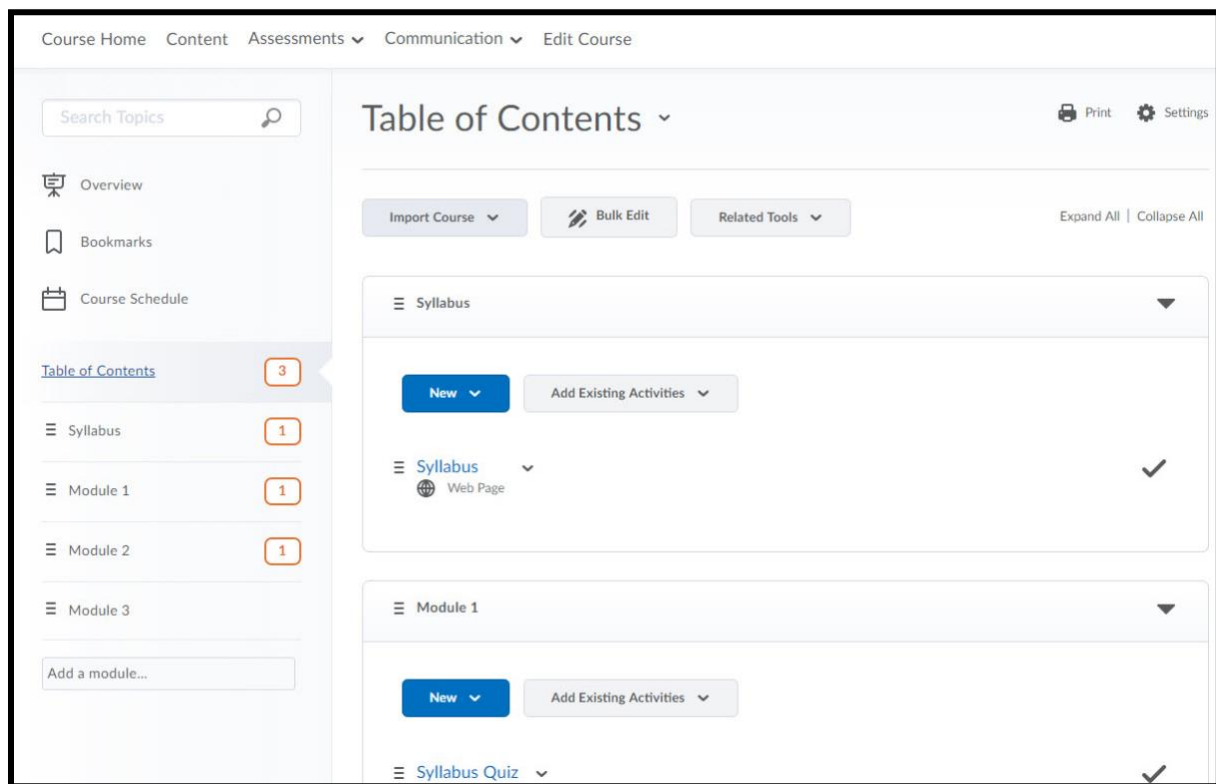 Course Home Content Assessments Communication Edit Course
Search Topics
Overview
Bookmarks
Course Schedule
Table of Contents 3
Syllabus 1
Module 1 1
Module 2 1
Module 3
Add a module...
Table of Contents
Print Settings
Import Course Bulk Edit Related Tools
Expand All | Collapse All
Syllabus
New Add Existing Activities
Syllabus
Web Page
Module 1
New Add Existing Activities
Syllabus Quiz